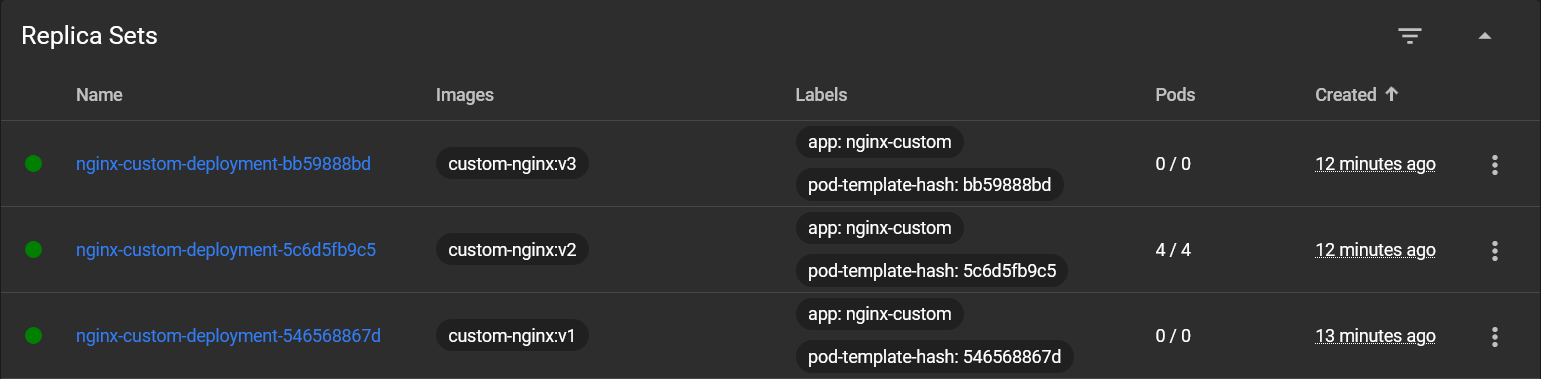 Replica Sets
Name Images Labels Pods Created
nginx-custom-deployment-bb59888bd custom-nginx:v3 app: nginx-custom 0 / 0 12 minutes ago
pod-template-hash: bb59888bd
nginx-custom-deployment-5c6d5fb9c5 custom-nginx:v2 app: nginx-custom 4 / 4 12 minutes ago
pod-template-hash: 5c6d5fb9c5
nginx-custom-deployment-546568867d custom-nginx:v1 app: nginx-custom 0 / 0 13 minutes ago
pod-template-hash: 546568867d